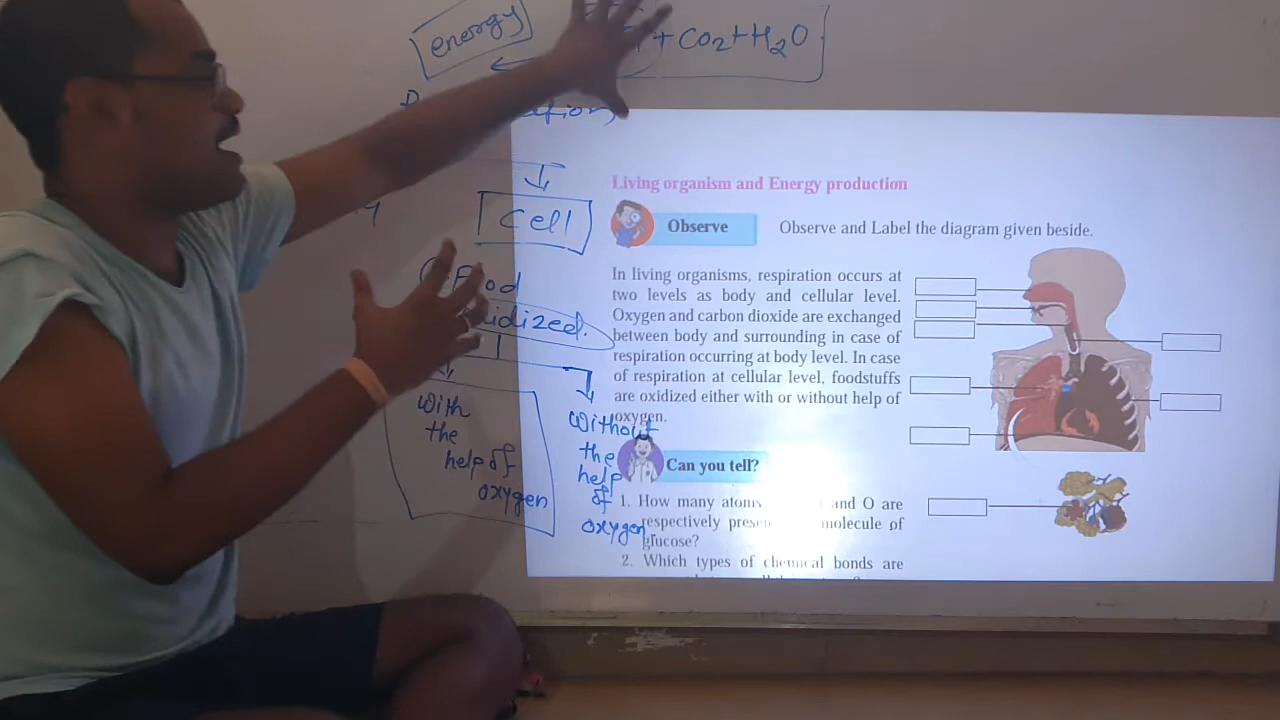 energy
+ CO2 + H2O
Cell
Food
With
the
help of
oxygen
Without
the
help
of
oxygen
Living organism and Energy production
Observe
Observe and Label the diagram given beside.
In living organisms, respiration occurs at
two levels as body and cellular level.
Oxygen and carbon dioxide are exchanged
between body and surrounding in case of
respiration occurring at body level. In case
of respiration at cellular level, foodstuffs
are oxidized either with or without help of
oxygen.
Can you tell?
1. How many atoms and O are
respectively molecule of
glucose?
2. Which types of chemical bonds are